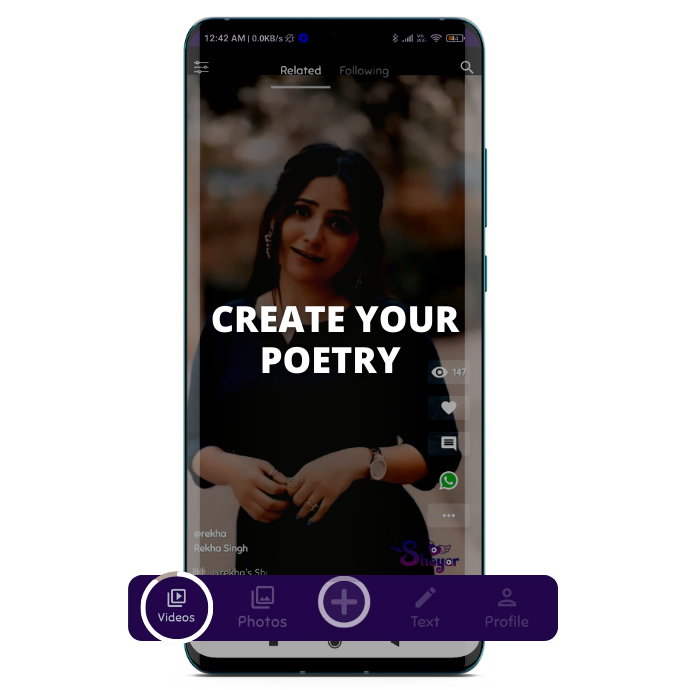 12:42 AM | 0.0KB/s
Related
Following
CREATE YOUR
POETRY
147
@rekha
Rekha Singh
Shayar
@rekha's Sh
Videos
Photos
Text
Profile